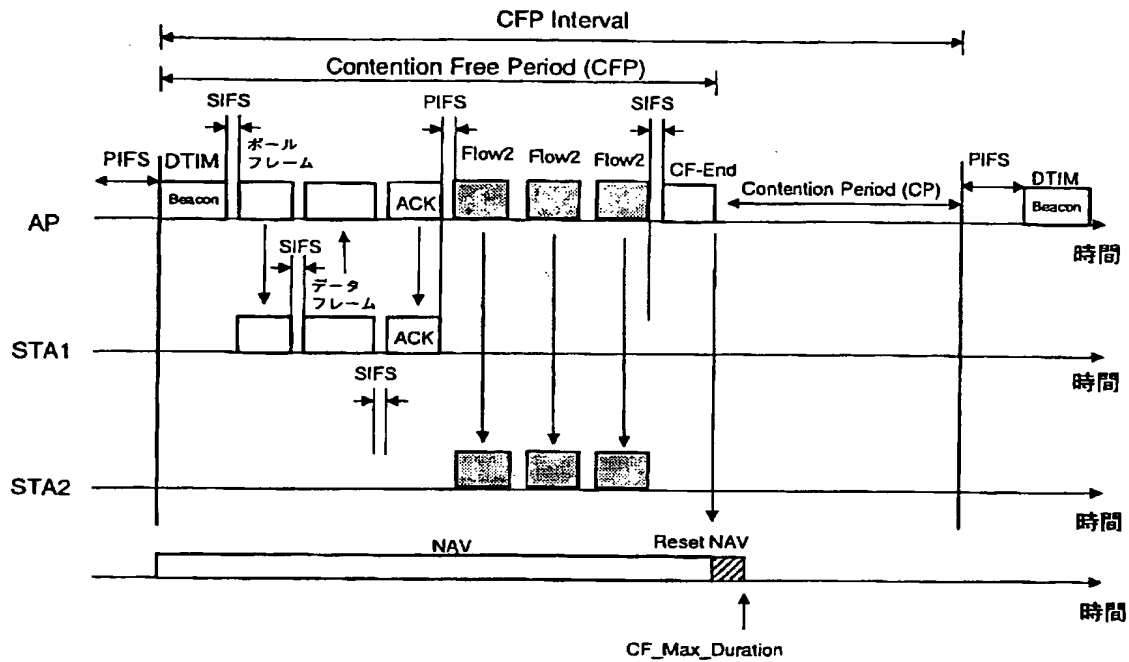 CFP Interval
Contention Free Period (CFP)
SIFS
PIFS
SIFS
PIFS
DTIM
ポール
フレーム
Flow2
Flow2
Flow2
CF-End
Contention Period (CP)
PIFS
DTIM
Beacon
ACK
Beacon
AP
時間
SIFS
データ
フレーム
ACK
STA1
時間
SIFS
STA2
時間
NAV
Reset NAV
時間
CF_Max_Duration